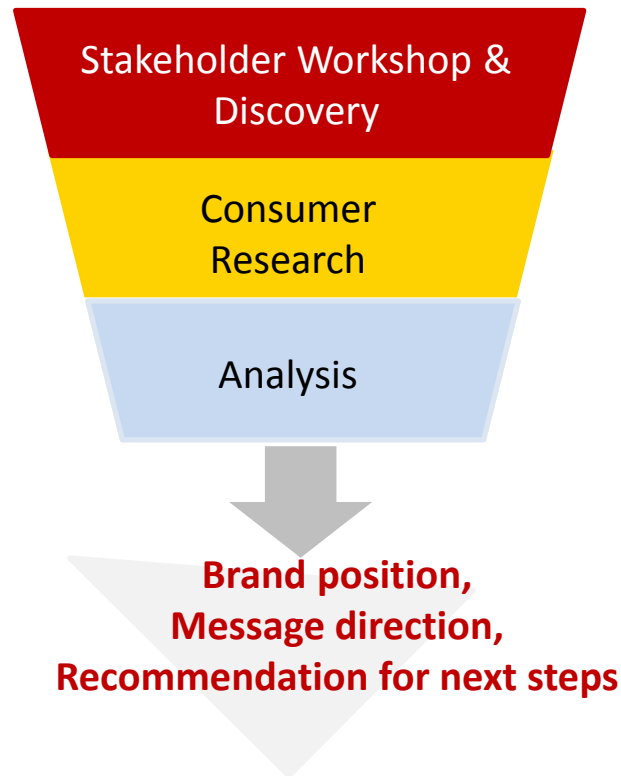 Stakeholder Workshop &
Discovery
Consumer
Research
Analysis
Brand position,
Message direction,
Recommendation for next steps